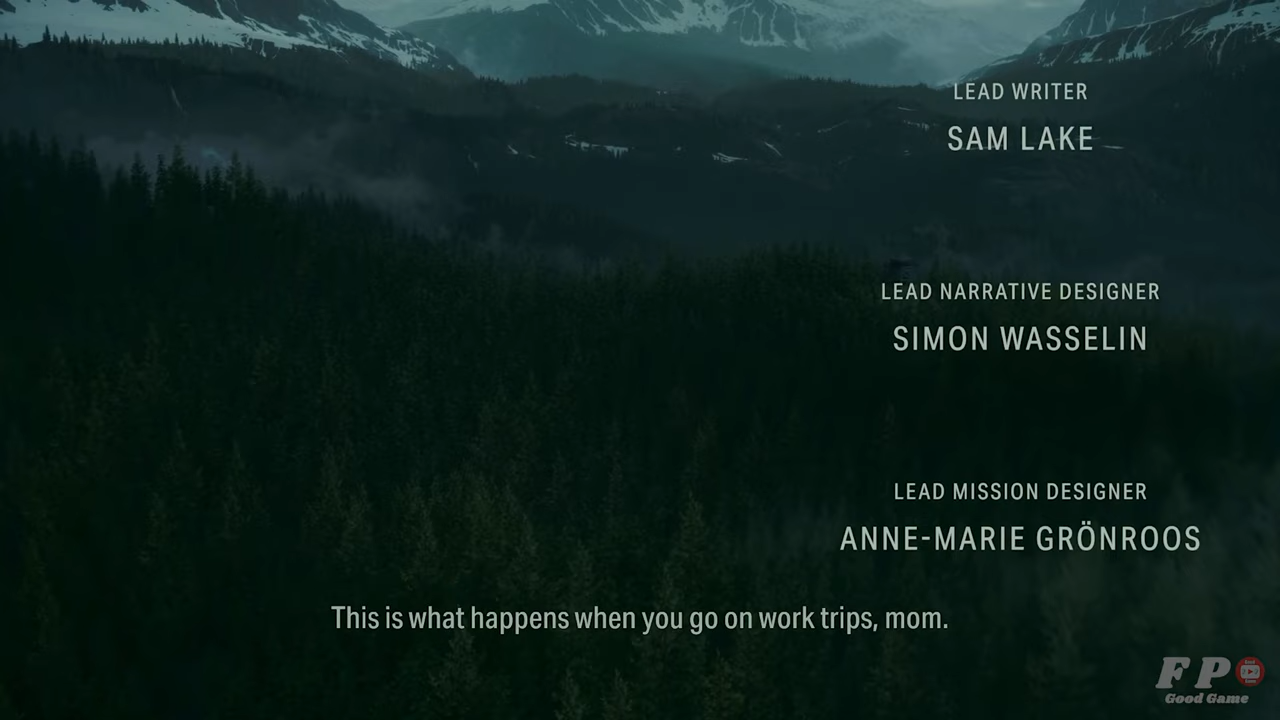 LEAD WRITER
SAM LAKE
LEAD NARRATIVE DESIGNER
SIMON WASSELIN
LEAD MISSION DESIGNER
ANNE-MARIE GRÖNROOS
This is what happens when you go on work trips, mom.
FP
Good Game